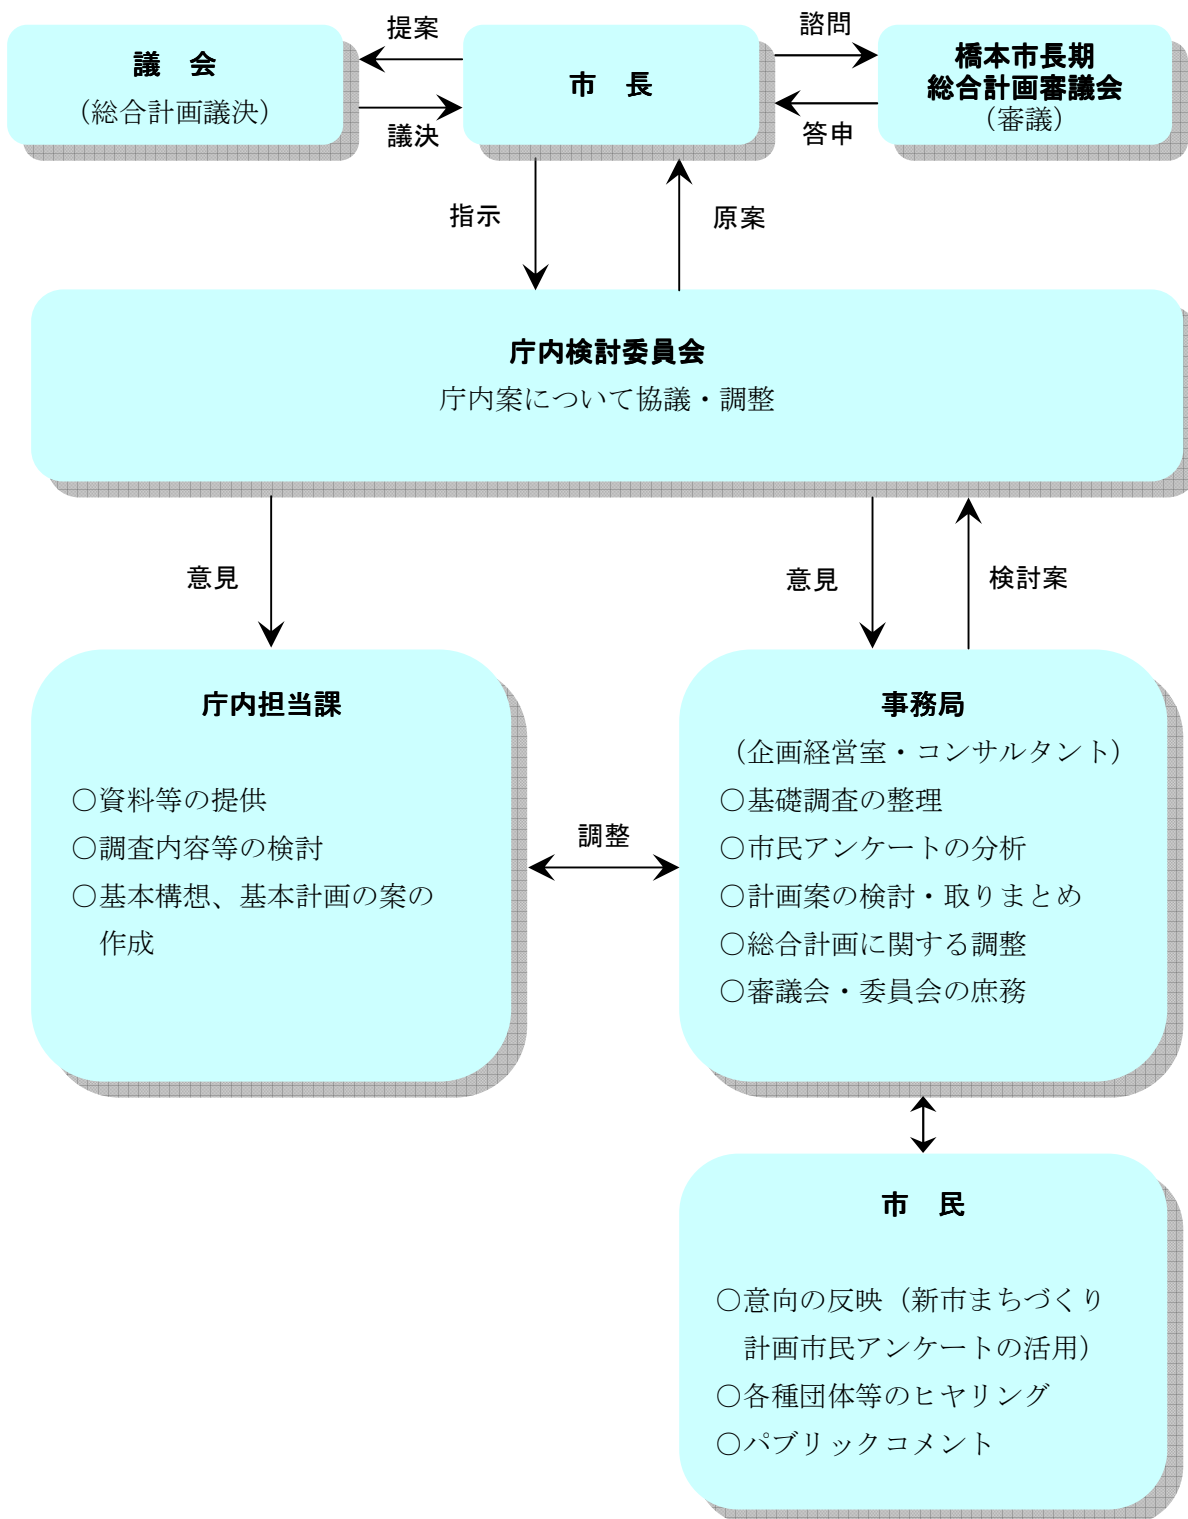 提案
諮問
議　会
（総合計画議決）
市　長
橋本市長期
総合計画審議会
（審議）
議決
答申
指示
原案
庁内検討委員会
庁内案について協議・調整
意見
意見
検討案
庁内担当課
○資料等の提供
○調査内容等の検討
○基本構想、基本計画の案の
作成
調整
事務局
（企画経営室・コンサルタント）
○基礎調査の整理
○市民アンケートの分析
○計画案の検討・取りまとめ
○総合計画に関する調整
○審議会・委員会の庶務
市　民
○意向の反映（新市まちづくり
計画市民アンケートの活用）
○各種団体等のヒヤリング
○パブリックコメント